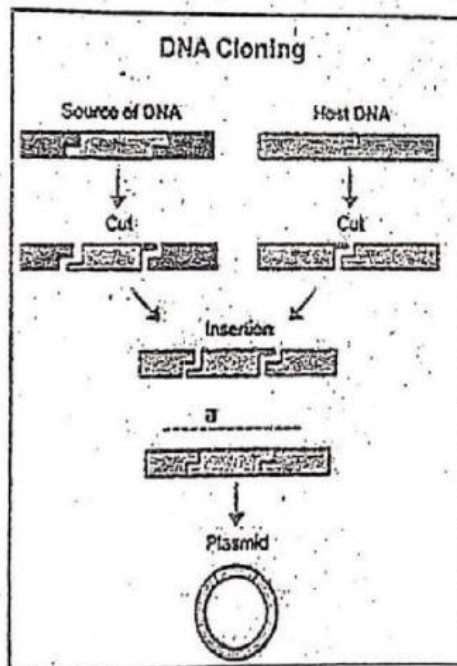 DNA Cloning
Source of DNA
Host DNA
Cut
Cut
Insertion
Plasmid